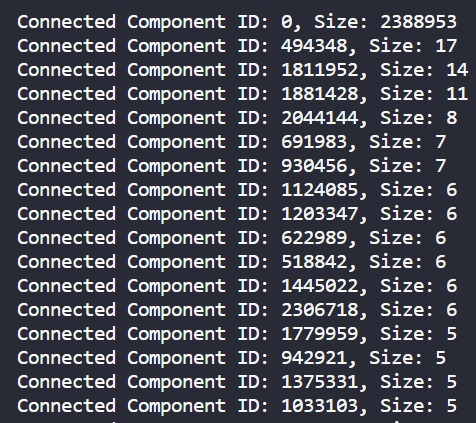 Connected Component ID: 0, Size: 2388953
Connected Component ID: 494348, Size: 17
Connected Component ID: 1811952, Size: 14
Connected Component ID: 1881428, Size: 11
Connected Component ID: 2044144, Size: 8
Connected Component ID: 691983, Size: 7
Connected Component ID: 930456, Size: 7
Connected Component ID: 1124085, Size: 6
Connected Component ID: 1203347, Size: 6
Connected Component ID: 622989, Size: 6
Connected Component ID: 518842, Size: 6
Connected Component ID: 1445022, Size: 6
Connected Component ID: 2306718, Size: 6
Connected Component ID: 1779959, Size: 5
Connected Component ID: 942921, Size: 5
Connected Component ID: 1375331, Size: 5
Connected Component ID: 1033103, Size: 5